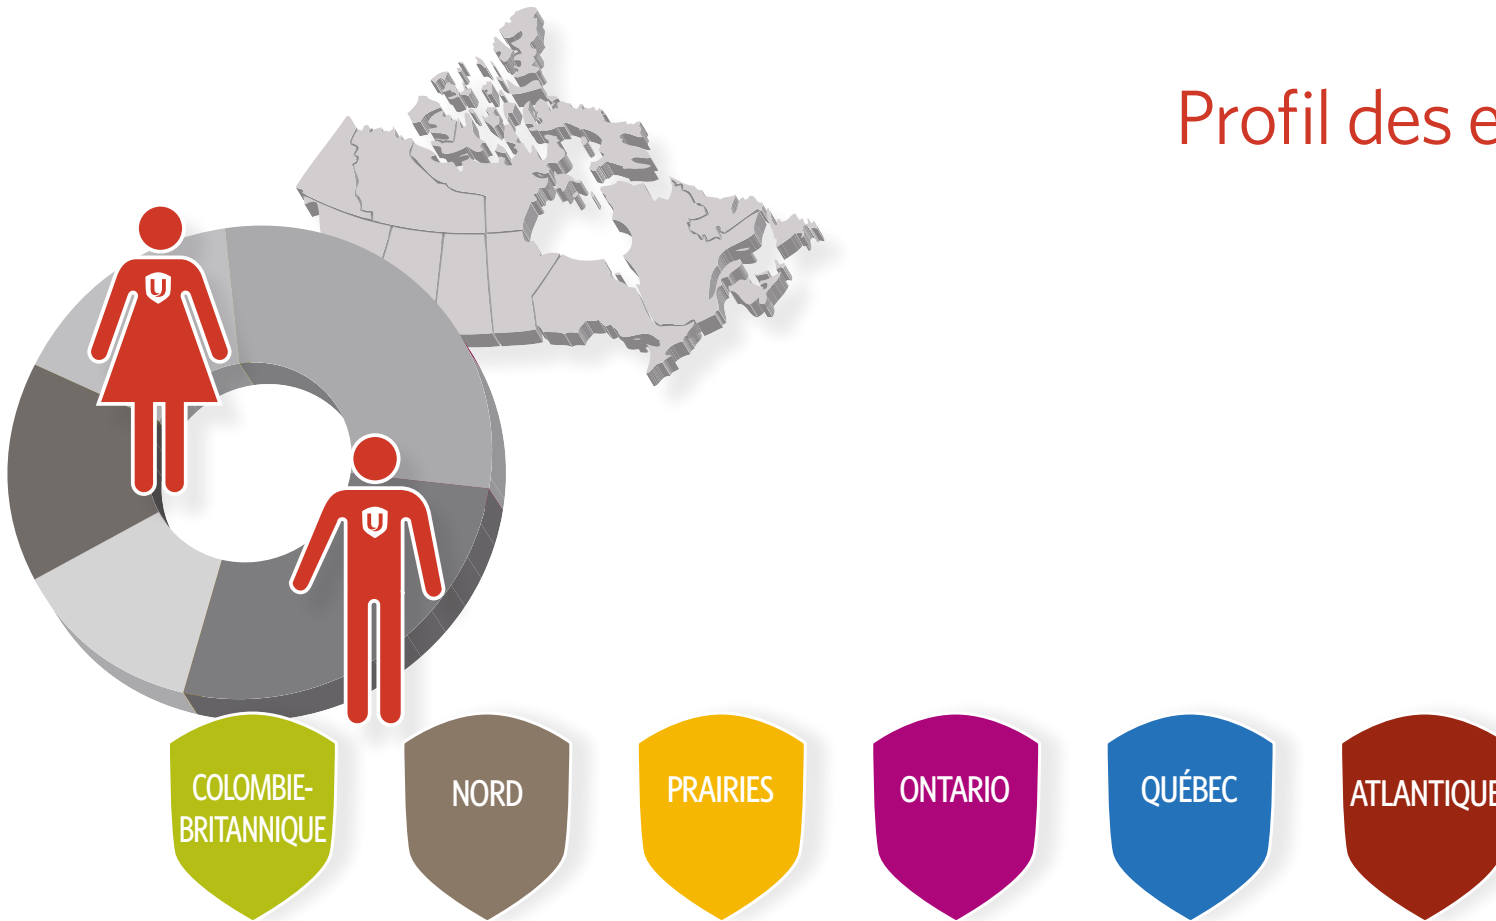 Profil des e
U
U
COLOMBIE-
BRITANNIQUE
NORD
PRAIRIES
ONTARIO
QUÉBEC
ATLANTIQUE